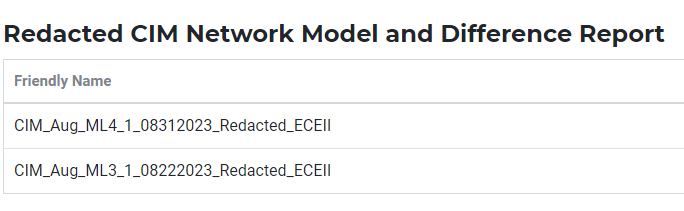 Redacted CIM Network Model and Difference Report
Friendly Name
CIM_Aug_ML4_1_08312023_Redacted_ECEII
CIM_Aug_ML3_1_08222023_Redacted_ECEII